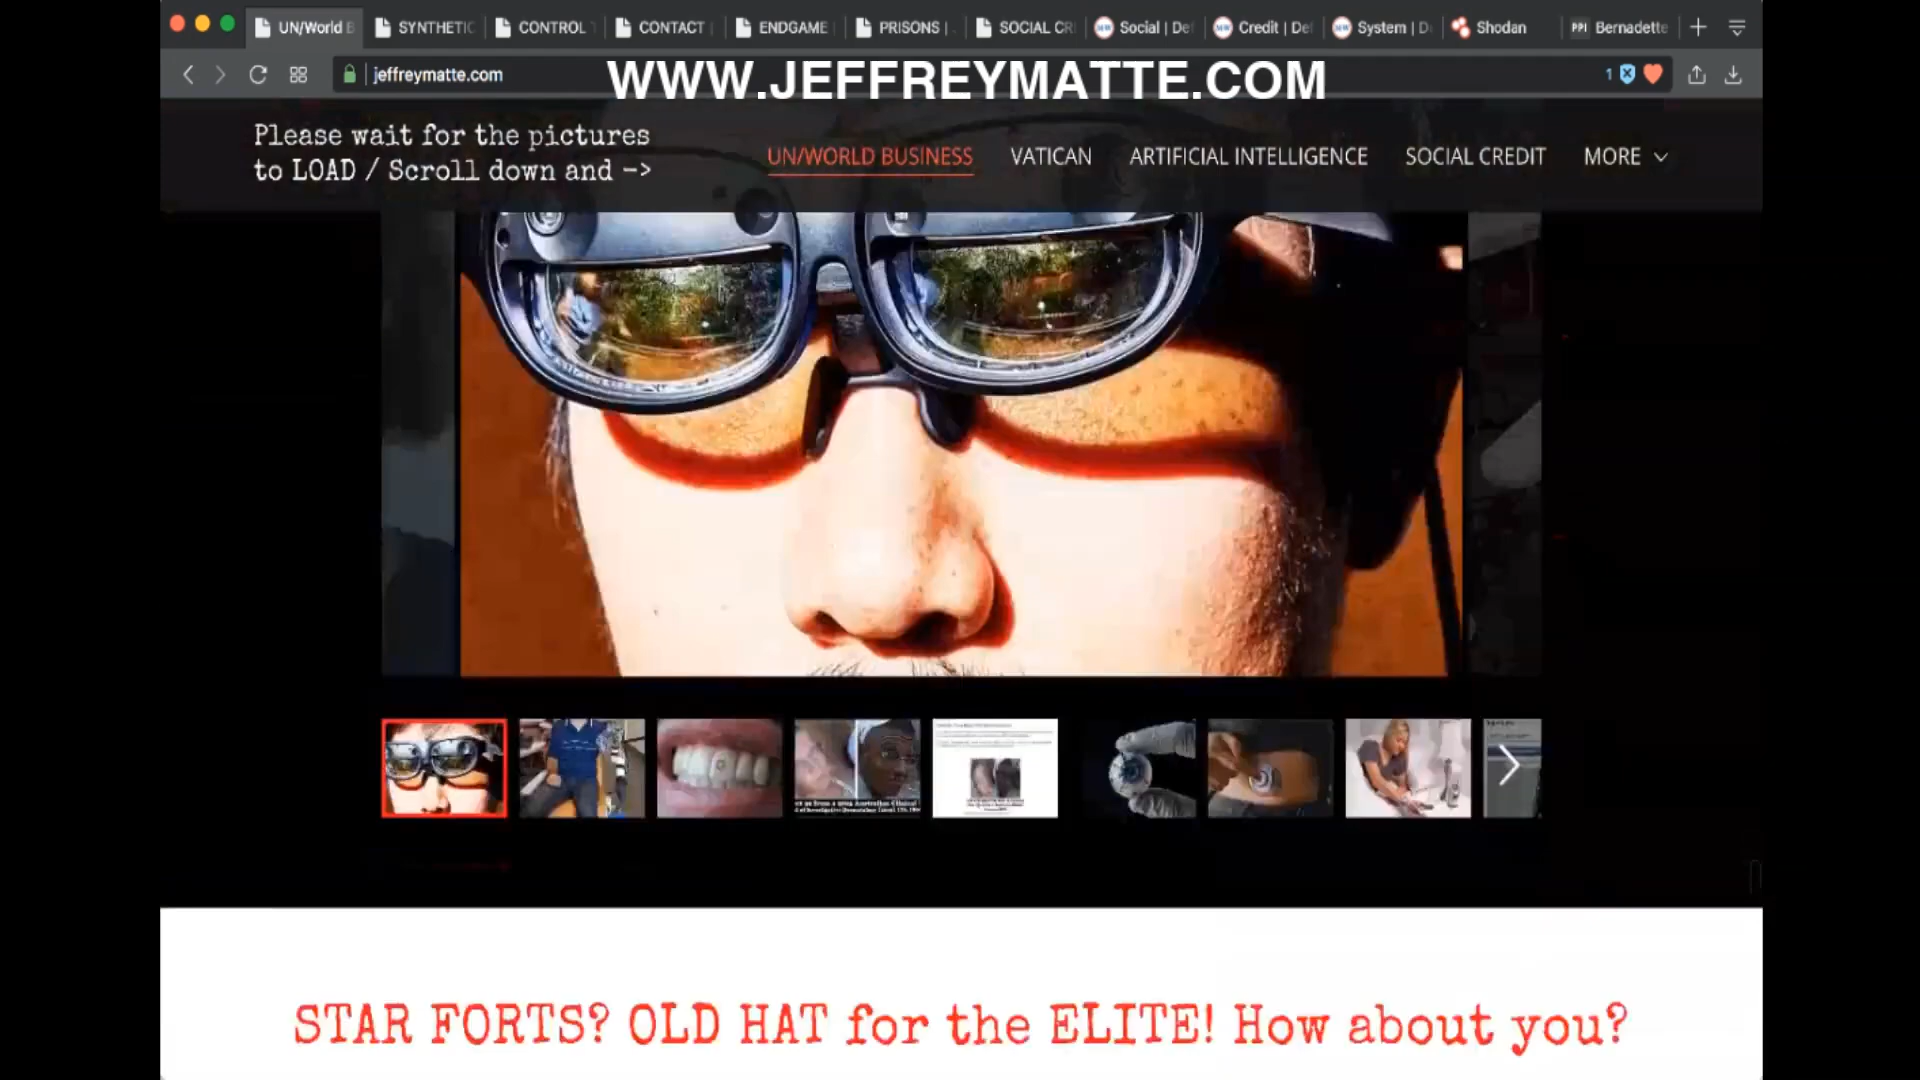 UN/World B
SYNTHETIC
CONTROL
CONTACT
ENDGAME
PRISONS |
SOCIAL CR
Social | De
Credit | De
System | D
Shodan
PPI Bernadette
jeffreymatte.com
WWW.JEFFREYMATTE.COM
1
Please wait for the pictures
to LOAD / Scroll down and ->
UN/WORLD BUSINESS
VATICAN
ARTIFICIAL INTELLIGENCE
SOCIAL CREDIT
MORE
STAR FORTS? OLD HAT for the ELITE! How about you?